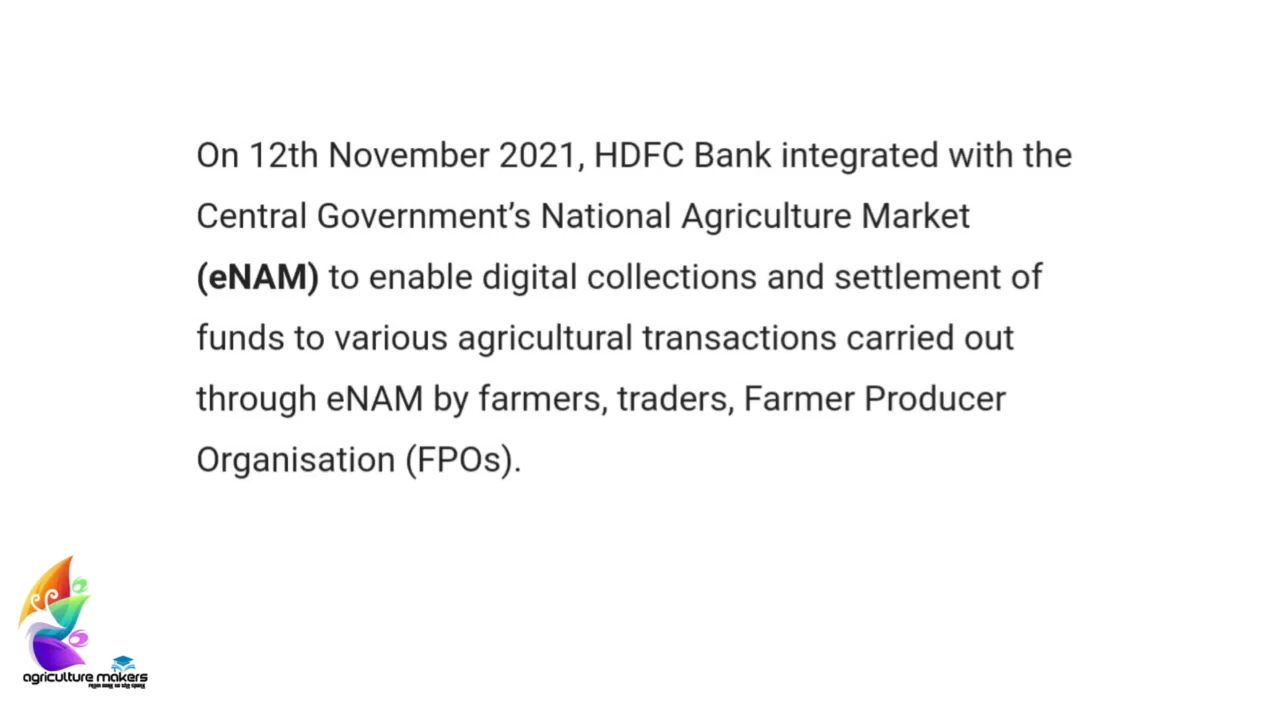 On 12th November 2021, HDFC Bank integrated with the
Central Government’s National Agriculture Market
(eNAM) to enable digital collections and settlement of
funds to various agricultural transactions carried out
through eNAM by farmers, traders, Farmer Producer
Organisation (FPOs).
agriculture makers